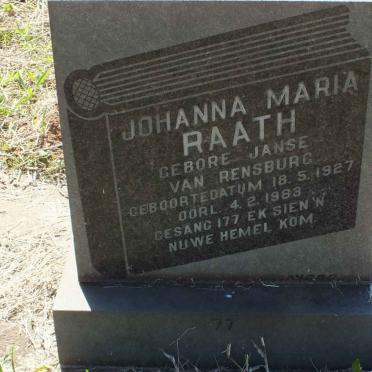 JOHANNA MARIA
RAATH
GEBORE JANSE
VAN RENSBURG
GEBOORTEDATUM 18.5.1927
OORL. 4.2.1983
GESANG 177 EK SIEN 'N
NUWE HEMEL KOM
77